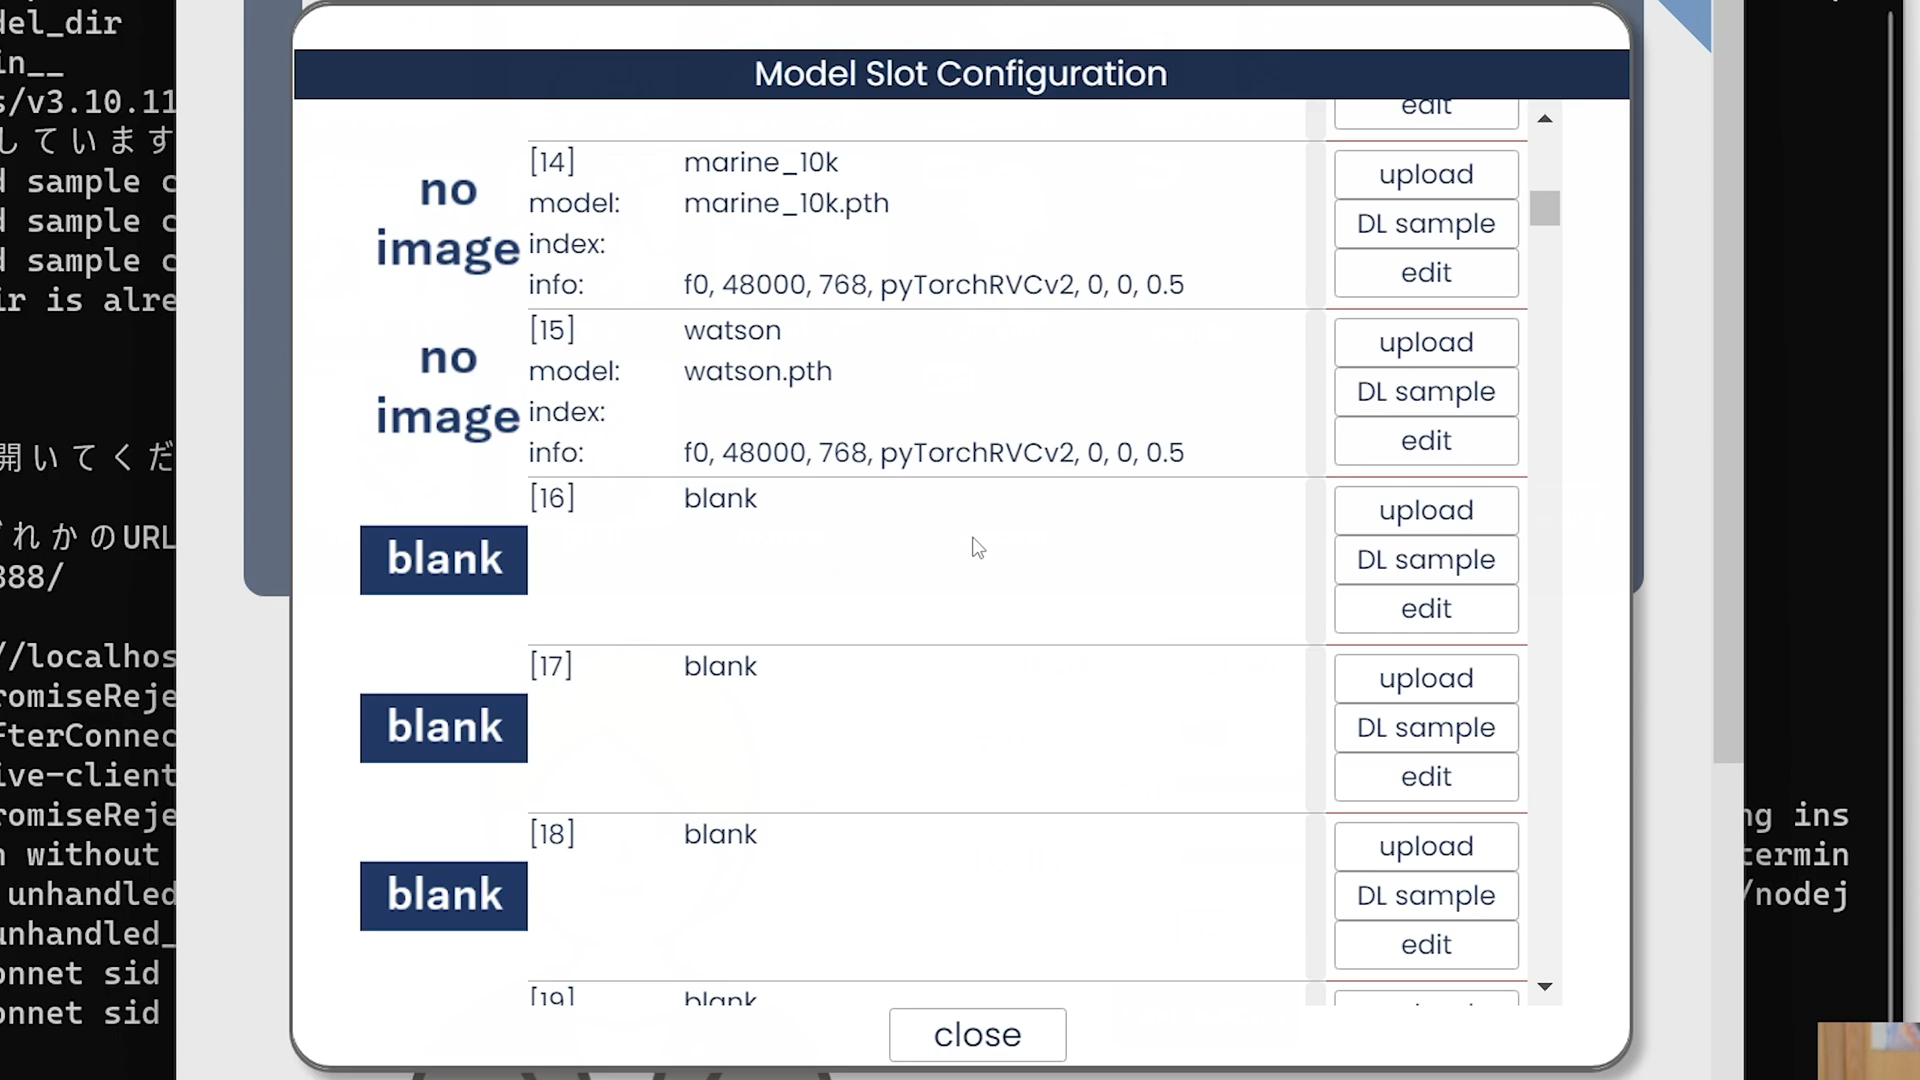 del_dir
in__
s/v3.10.11
しています
d sample c
d sample c
d sample c
ir is alre
開いてくだ
れかのURL
888/
//localhos
romiseReje
fterConnec
ive-client
romiseReje
n without
unhandled
unhandled_
onnet sid
onnet sid
Model Slot Configuration
edit
no image
[14] marine_10k
model: marine_10k.pth
index:
info: f0, 48000, 768, pyTorchRVCv2, 0, 0, 0.5
upload
DL sample
edit
no image
[15] watson
model: watson.pth
index:
info: f0, 48000, 768, pyTorchRVCv2, 0, 0, 0.5
upload
DL sample
edit
blank
[16] blank
upload
DL sample
edit
blank
[17] blank
upload
DL sample
edit
blank
[18] blank
upload
DL sample
edit
[19] blank
close
ng ins
termin
/nodej